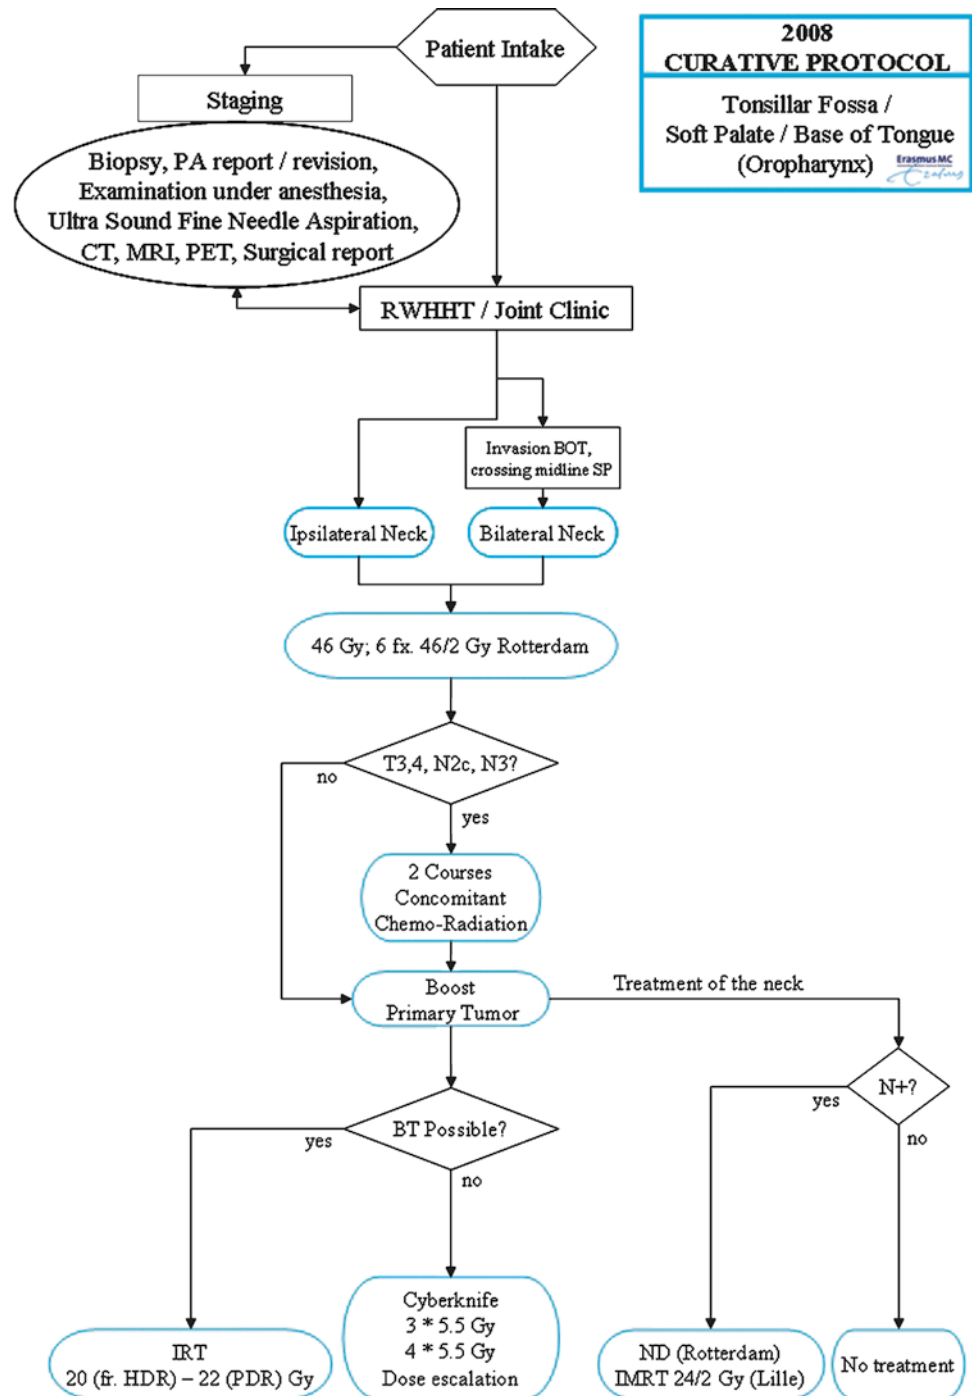 Patient Intake
2008
CURATIVE PROTOCOL
Tonsillar Fossa /
Soft Palate / Base of Tongue
(Oropharynx)
Erasmus MC
Staging
Biopsy, PA report / revision,
Examination under anesthesia,
Ultra Sound Fine Needle Aspiration,
CT, MRI, PET, Surgical report
RWHHT / Joint Clinic
Invasion BOT,
crossing midline SP
Ipsilateral Neck
Bilateral Neck
46 Gy; 6 fx. 46/2 Gy Rotterdam
T3,4, N2c, N3?
no
yes
2 Courses
Concomitant
Chemo-Radiation
Boost
Primary Tumor
Treatment of the neck
N+?
yes
no
BT Possible?
yes
no
IRT
20 (fr. HDR) – 22 (PDR) Gy
Cyberknife
3 * 5.5 Gy
4 * 5.5 Gy
Dose escalation
ND (Rotterdam)
IMRT 24/2 Gy (Lille)
No treatment